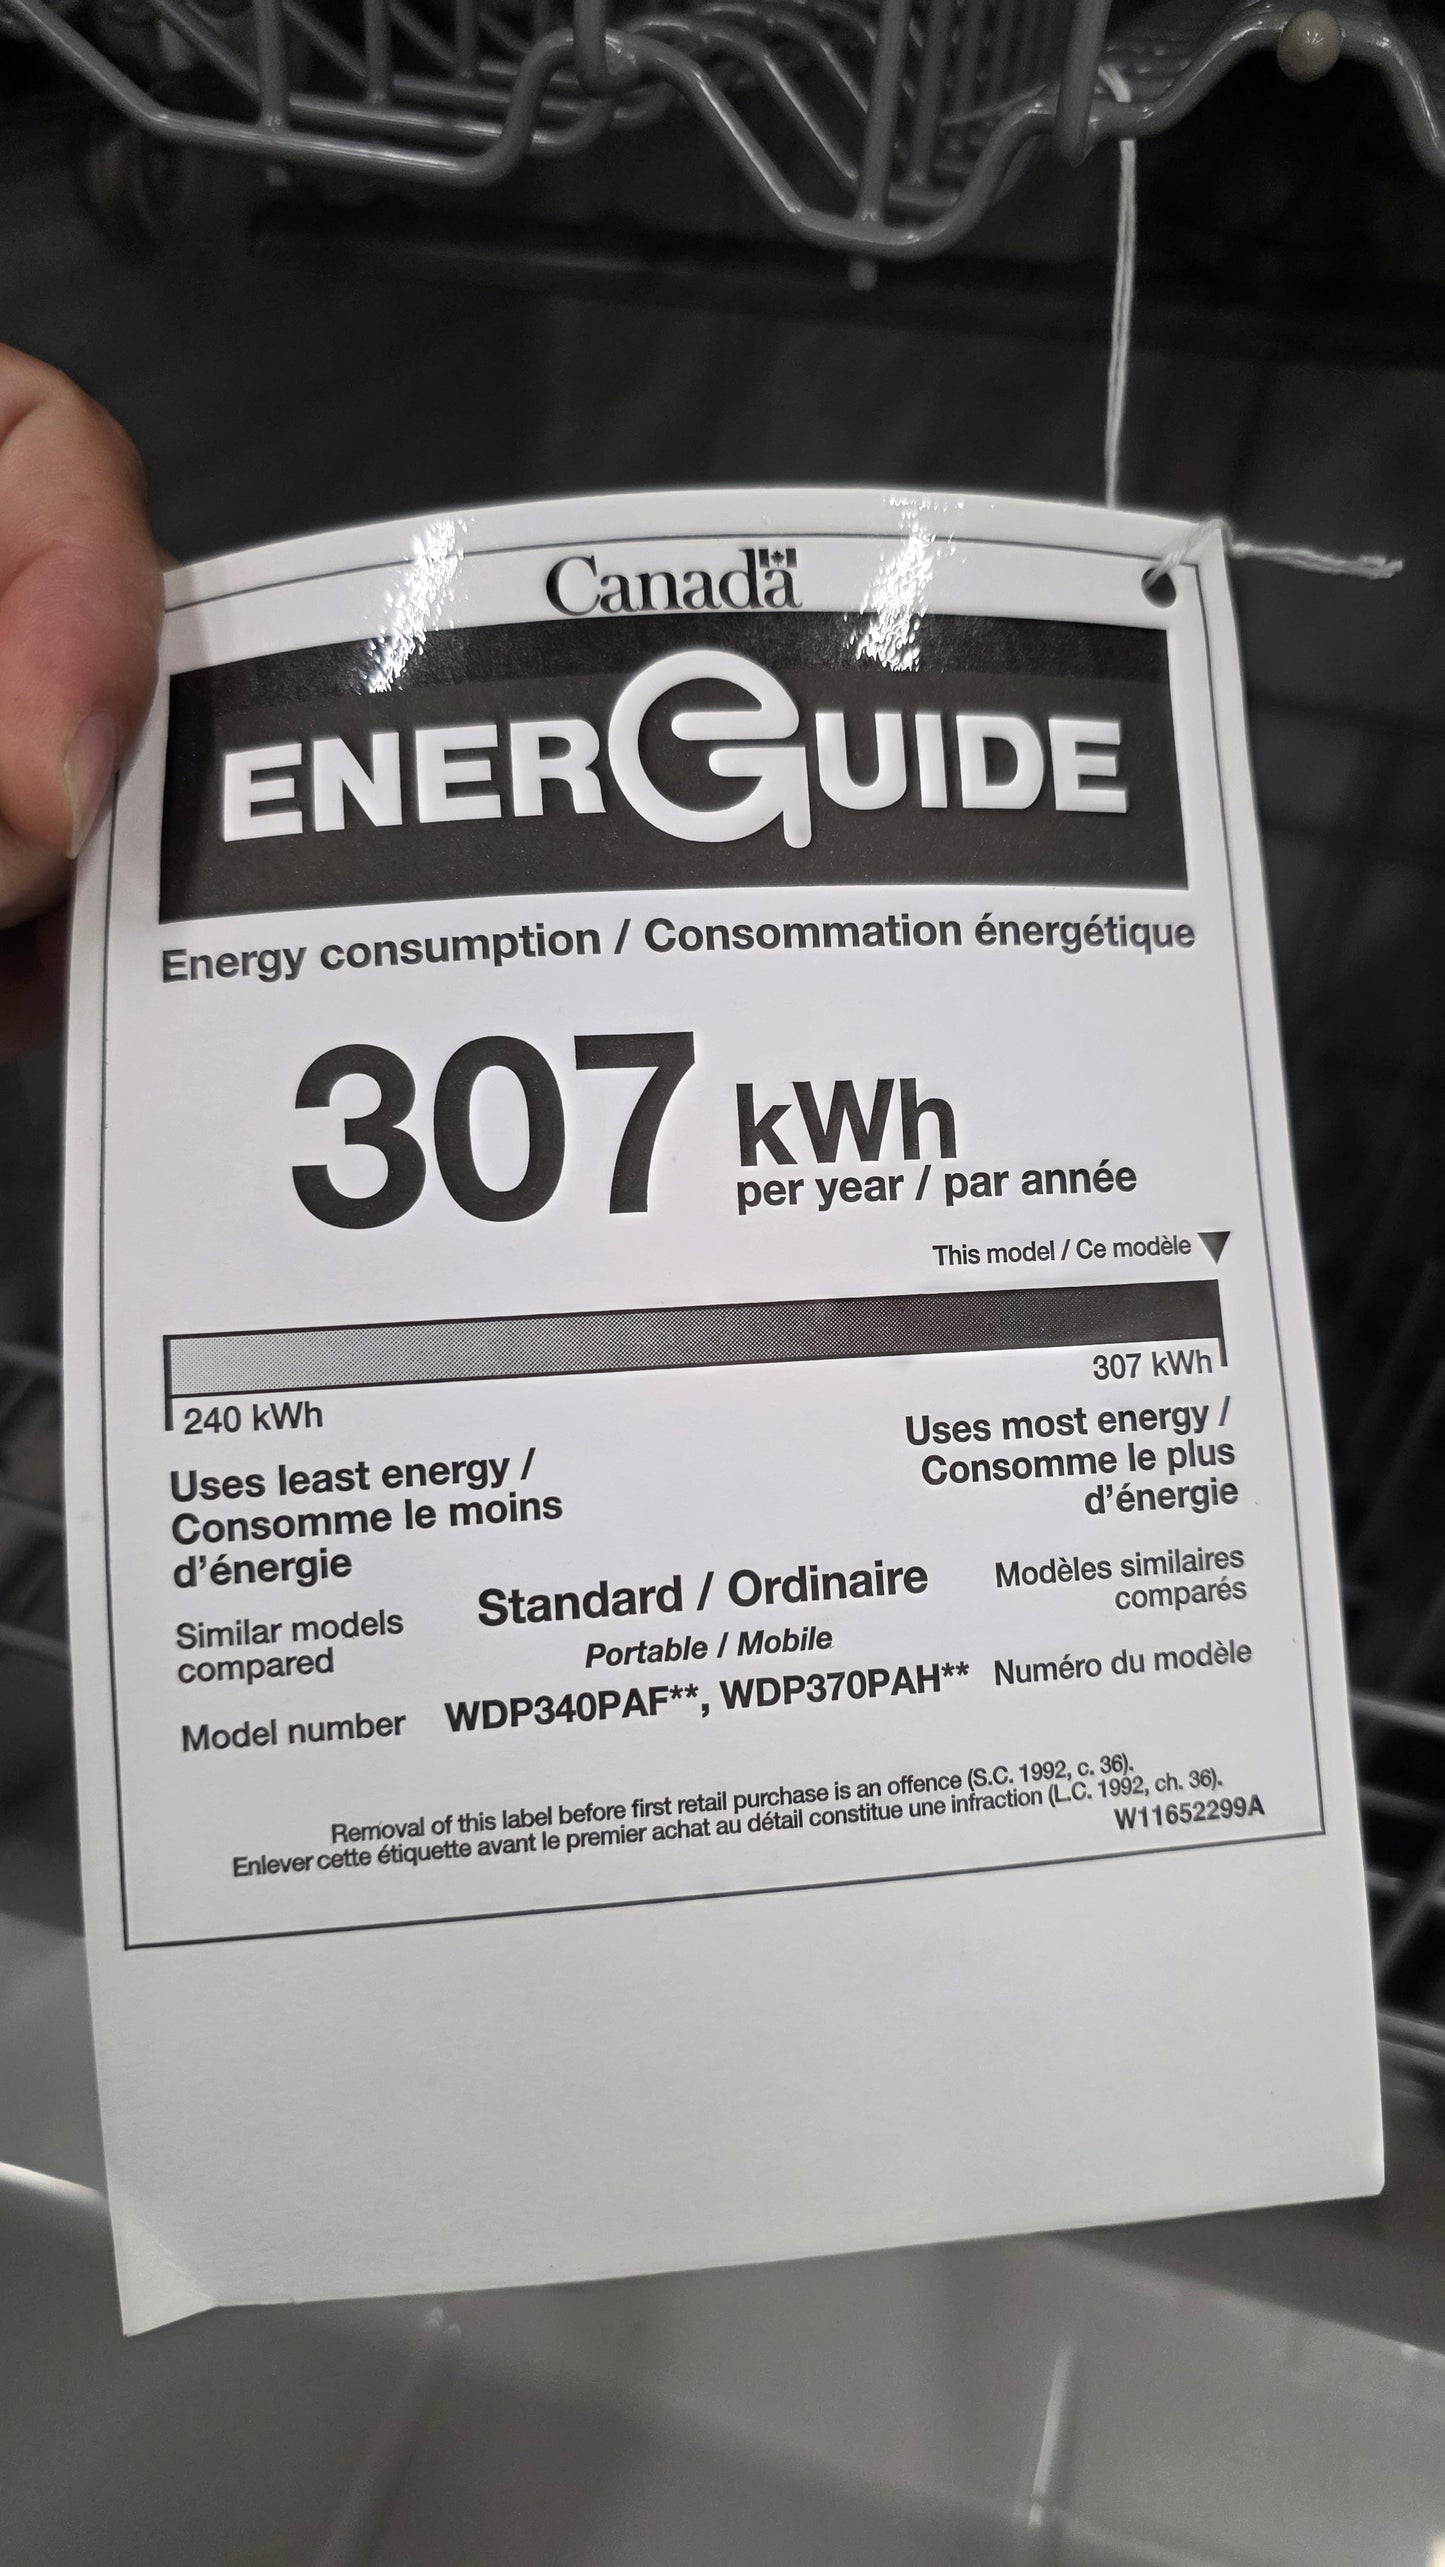 Canada
ENERGUIDE
Energy consumption / Consommation énergétique
307 kWh
per year / par année
This model / Ce modèle
240 kWh
307 kWh
Uses least energy /
Consomme le moins
d'énergie
Uses most energy /
Consomme le plus
d'énergie
Similar models
compared
Standard / Ordinaire
Portable / Mobile
Modèles similaires
comparés
Model number WDP340PAF**, WDP370PAH** Numéro du modèle
Removal of this label before first retail purchase is an offence (S.C. 1992, c. 36).
Enlever cette étiquette avant le premier achat au détail constitue une infraction (L.C. 1992, ch. 36).
W11652299A